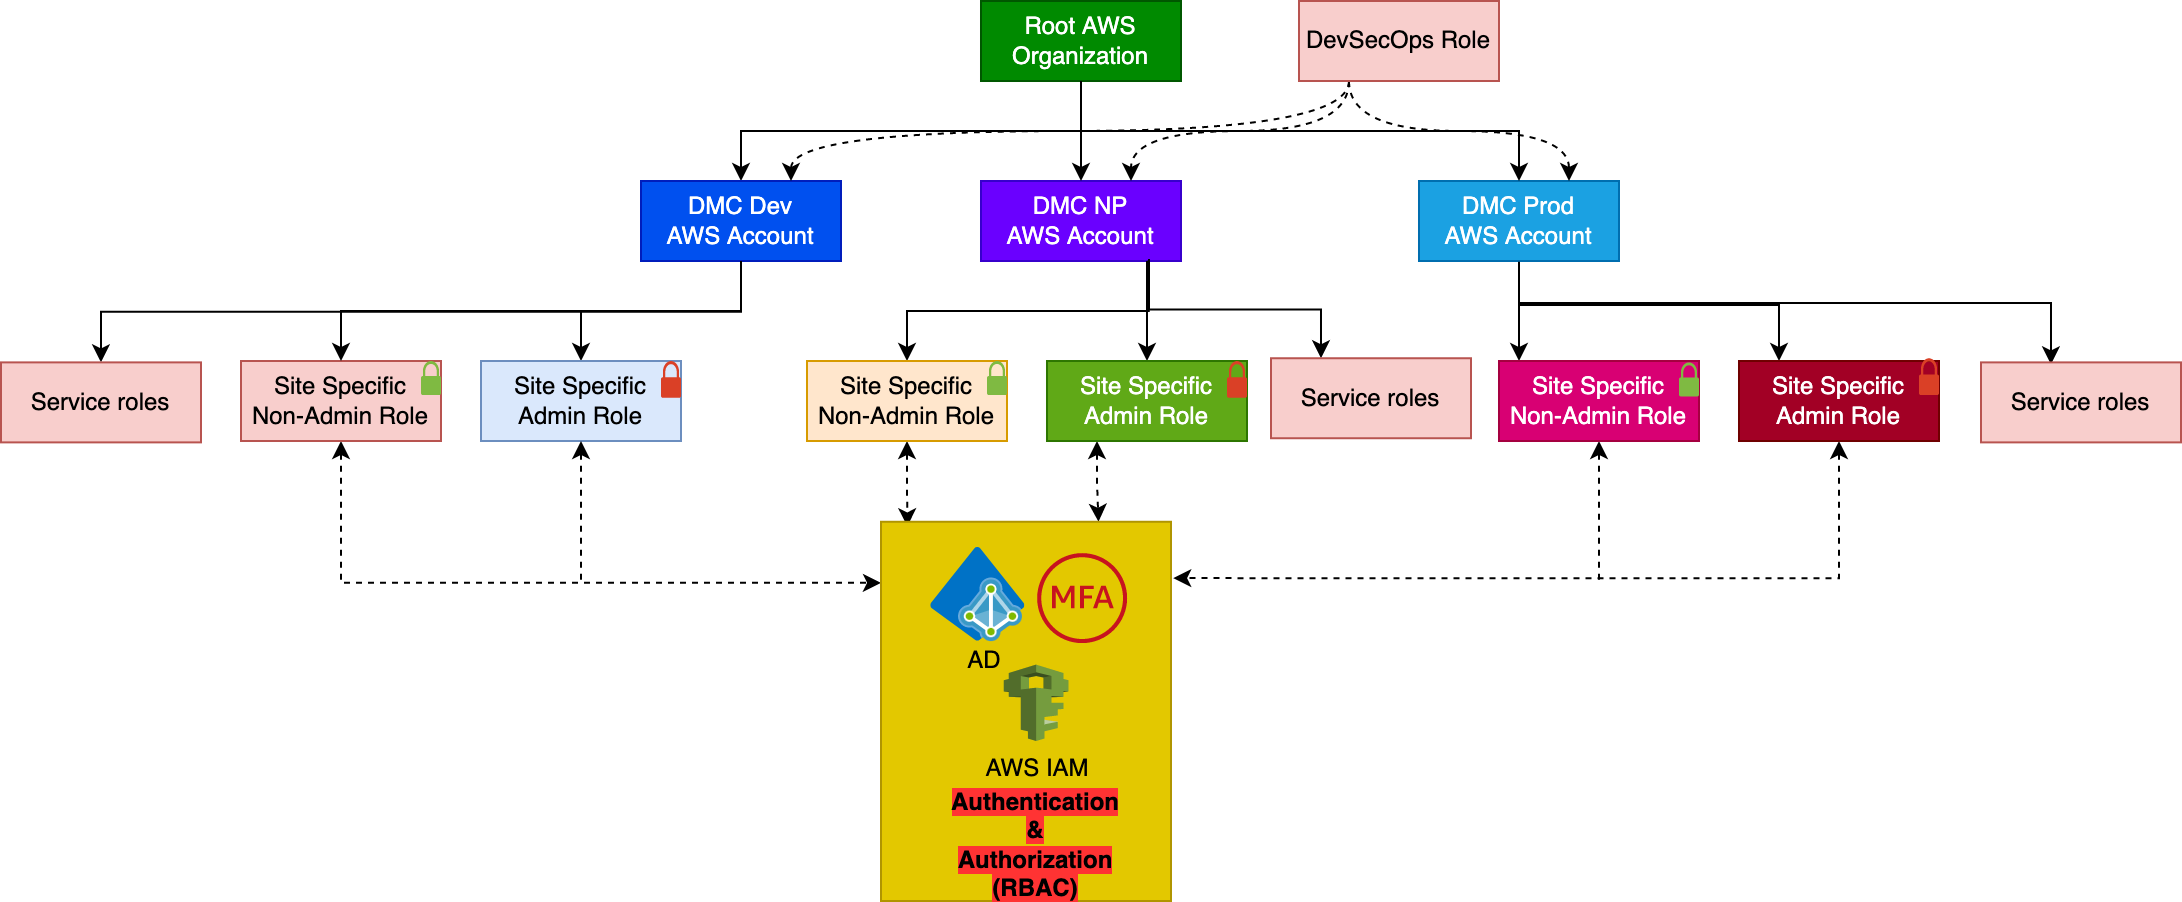 Root AWS
Organization
DevSecOps Role
DMC Dev
AWS Account
DMC NP
AWS Account
DMC Prod
AWS Account
Service roles
Site Specific
Non-Admin Role
Site Specific
Admin Role
Site Specific
Non-Admin Role
Site Specific
Admin Role
Service roles
Site Specific
Non-Admin Role
Site Specific
Admin Role
Service roles
MFA
AD
AWS IAM
Authentication
&
Authorization
(RBAC)